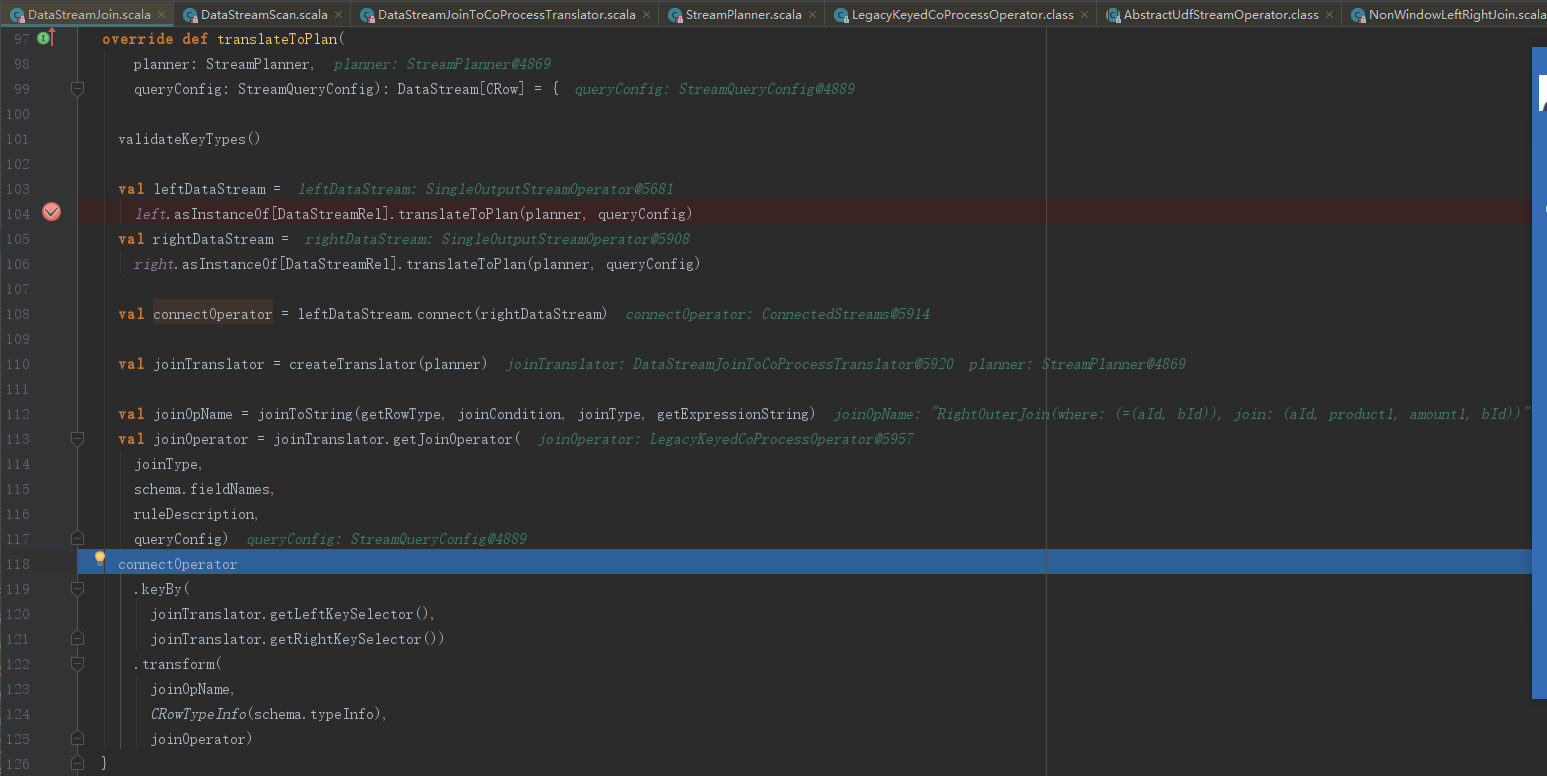 DataStreamJoin.scala × DataStreamScan.scala × DataStreamJoinToCoProcessTranslator.scala × StreamPlanner.scala × LegacyKeyedCoProcessOperator.class × AbstractUdfStreamOperator.class × NonWindowLeftRightJoin.scala
97 override def translateToPlan(
98 planner: StreamPlanner, planner: StreamPlanner@4869
99 queryConfig: StreamQueryConfig): DataStream[CRow] = { queryConfig: StreamQueryConfig@4889
100
101 validateKeyTypes()
102
103 val leftDataStream = leftDataStream: SingleOutputStreamOperator@5681
104 left.asInstanceOf[DataStreamRel].translateToPlan(planner, queryConfig)
105 val rightDataStream = rightDataStream: SingleOutputStreamOperator@5908
106 right.asInstanceOf[DataStreamRel].translateToPlan(planner, queryConfig)
107
108 val connectOperator = leftDataStream.connect(rightDataStream) connectOperator: ConnectedStreams@5914
109
110 val joinTranslator = createTranslator(planner) joinTranslator: DataStreamJoinToCoProcessTranslator@5920 planner: StreamPlanner@4869
111
112 val joinOpName = joinToString(getRowType, joinCondition, joinType, getExpressionString) joinOpName: "RightOuterJoin(where: (=(aId, bId)), join: (aId, product1, amount1, bId))"
113 val joinOperator = joinTranslator.getJoinOperator( joinOperator: LegacyKeyedCoProcessOperator@5957
114 joinType,
115 schema.fieldNames,
116 ruleDescription,
117 queryConfig) queryConfig: StreamQueryConfig@4889
118 connectOperator
119 .keyBy(
120 joinTranslator.getLeftKeySelector(),
121 joinTranslator.getRightKeySelector())
122 .transform(
123 joinOpName,
124 CRowTypeInfo(schema.typeInfo),
125 joinOperator)
126 }